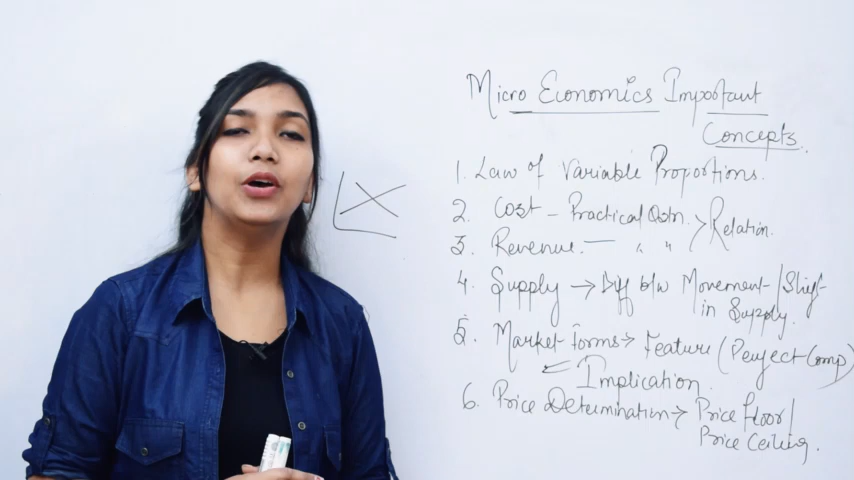 Micro Economics Important
Concepts.
1. Law of Variable Proportions.
2. Cost – Practical Qstn.
3. Revenue. — " "
> Relation.
4. Supply → Diff b/w Movement / Shift
in Supply.
5. Market forms → Feature (Perfect Comp)
Implication.
6. Price Determination → Price floor /
Price Ceiling.